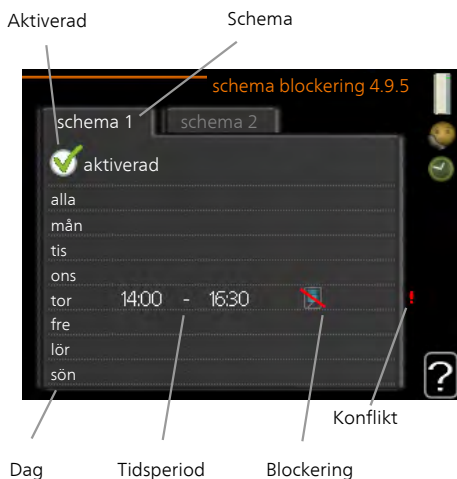 Aktiverad
Schema
schema blockering 4.9.5
schema 1
schema 2
aktiverad
alla
mån
tis
ons
tor 14:00 - 16:30 !
fre
lör
sön
?
Konflikt
Dag
Tidsperiod
Blockering